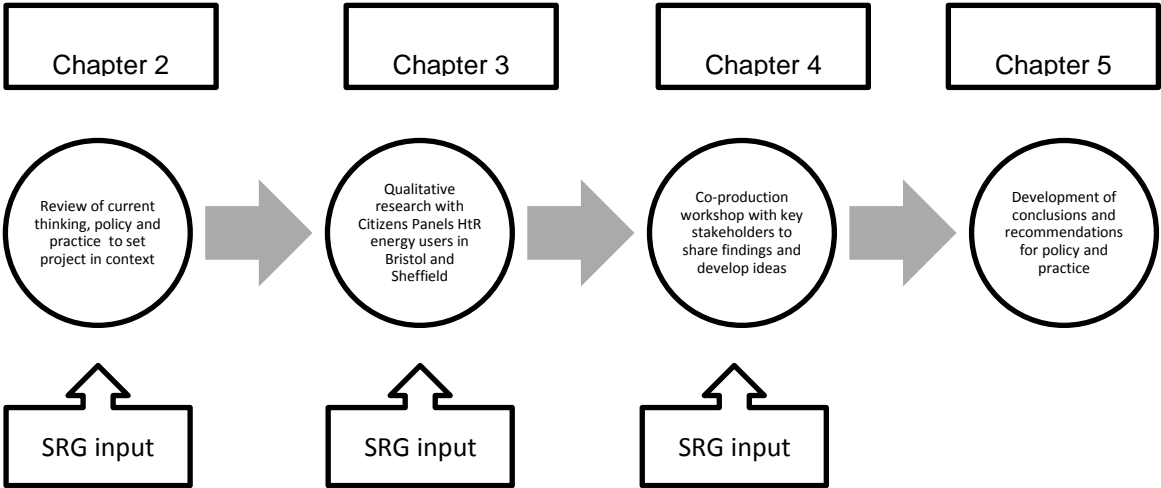 Chapter 2
Chapter 3
Chapter 4
Chapter 5
Review of current
thinking, policy and
practice to set
project in context
Qualitative
research with
Citizens Panels HtR
energy users in
Bristol and
Sheffield
Co-production
workshop with key
stakeholders to
share findings and
develop ideas
Development of
conclusions and
recommendations
for policy and
practice
SRG input
SRG input
SRG input